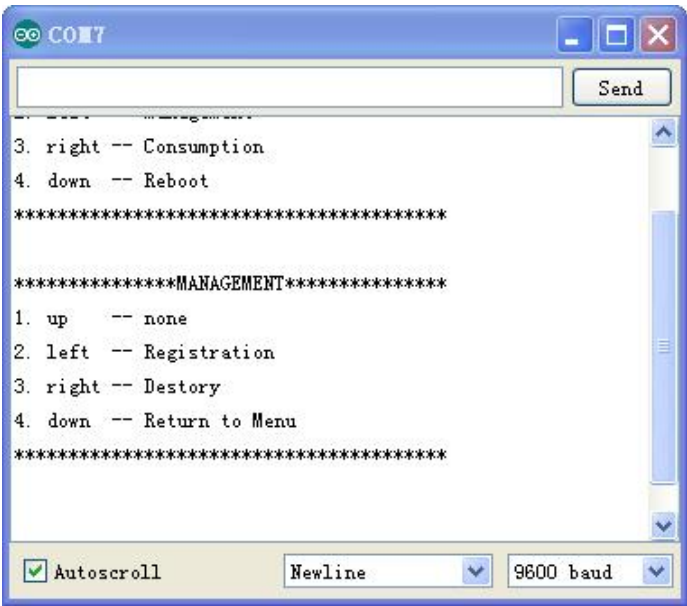 COM7
Send
3. right -- Consumption
4. down -- Reboot
****************************************
***************MANAGEMENT***************
1. up -- none
2. left -- Registration
3. right -- Destory
4. down -- Return to Menu
****************************************
Autoscroll
Newline
9600 baud